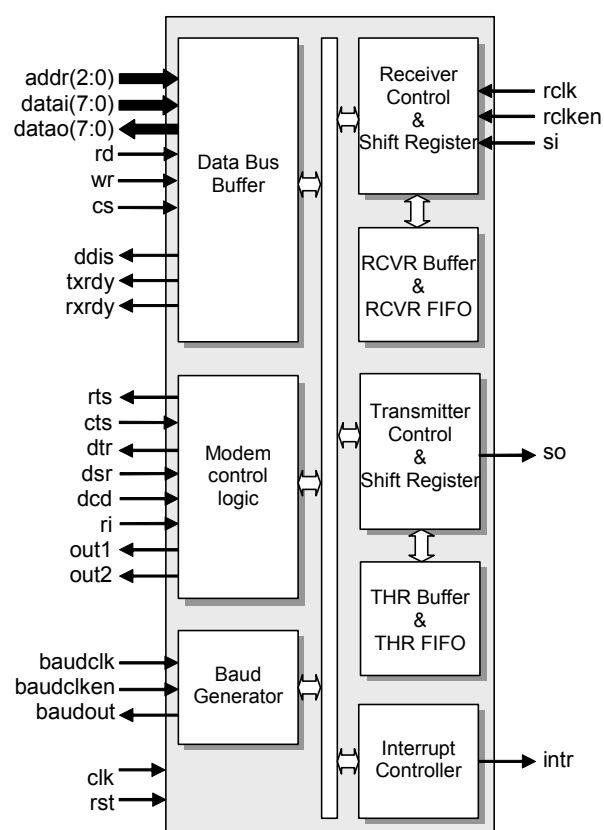 addr(2:0)
datai(7:0)
datao(7:0)
rd
wr
cs
ddis
txrdy
rxrdy
Data Bus
Buffer
rts
cts
dtr
dsr
dcd
ri
out1
out2
Modem
control
logic
baudclk
baudclken
baudout
Baud
Generator
clk
rst
Receiver
Control
&
Shift Register
rclk
rclken
si
RCVR Buffer
&
RCVR FIFO
Transmitter
Control
&
Shift Register
so
THR Buffer
&
THR FIFO
Interrupt
Controller
intr